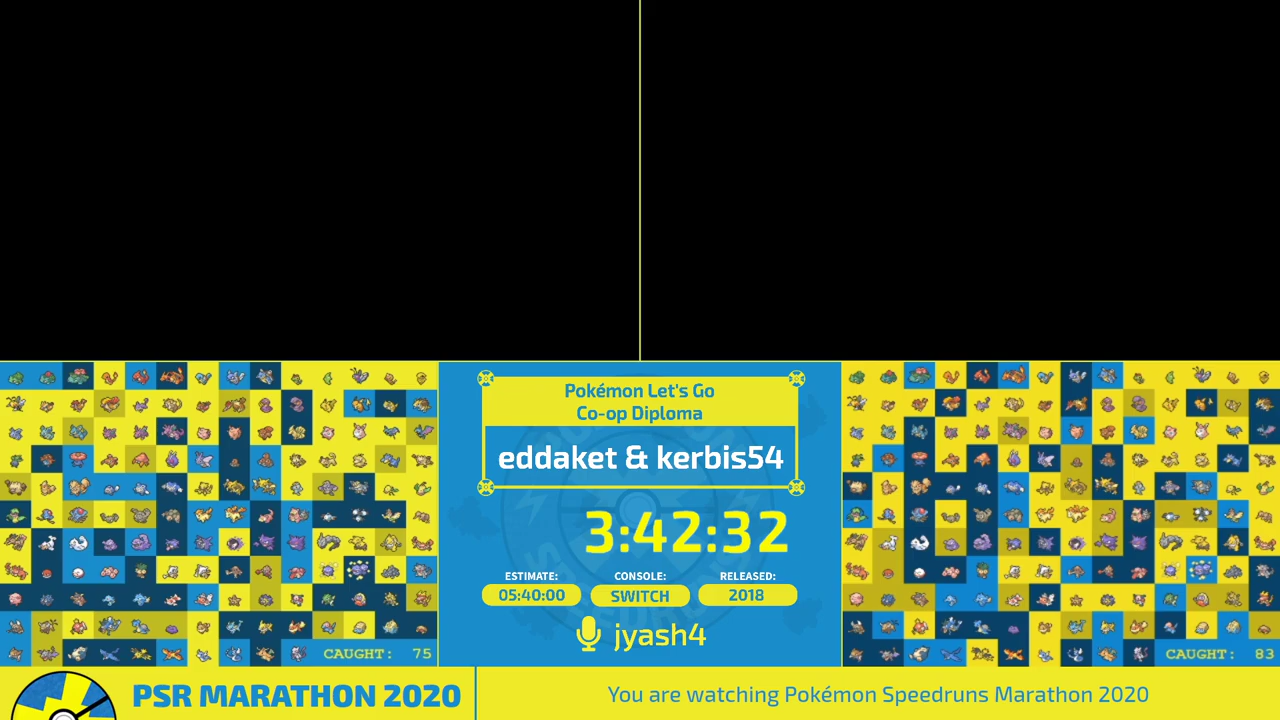 Pokémon Let's Go
Co-op Diploma
eddaket & kerbis54
3:42:32
ESTIMATE: CONSOLE: RELEASED:
05:40:00 SWITCH 2018
jyash4
CAUGHT: 75
CAUGHT: 83
PSR MARATHON 2020
You are watching Pokémon Speedruns Marathon 2020